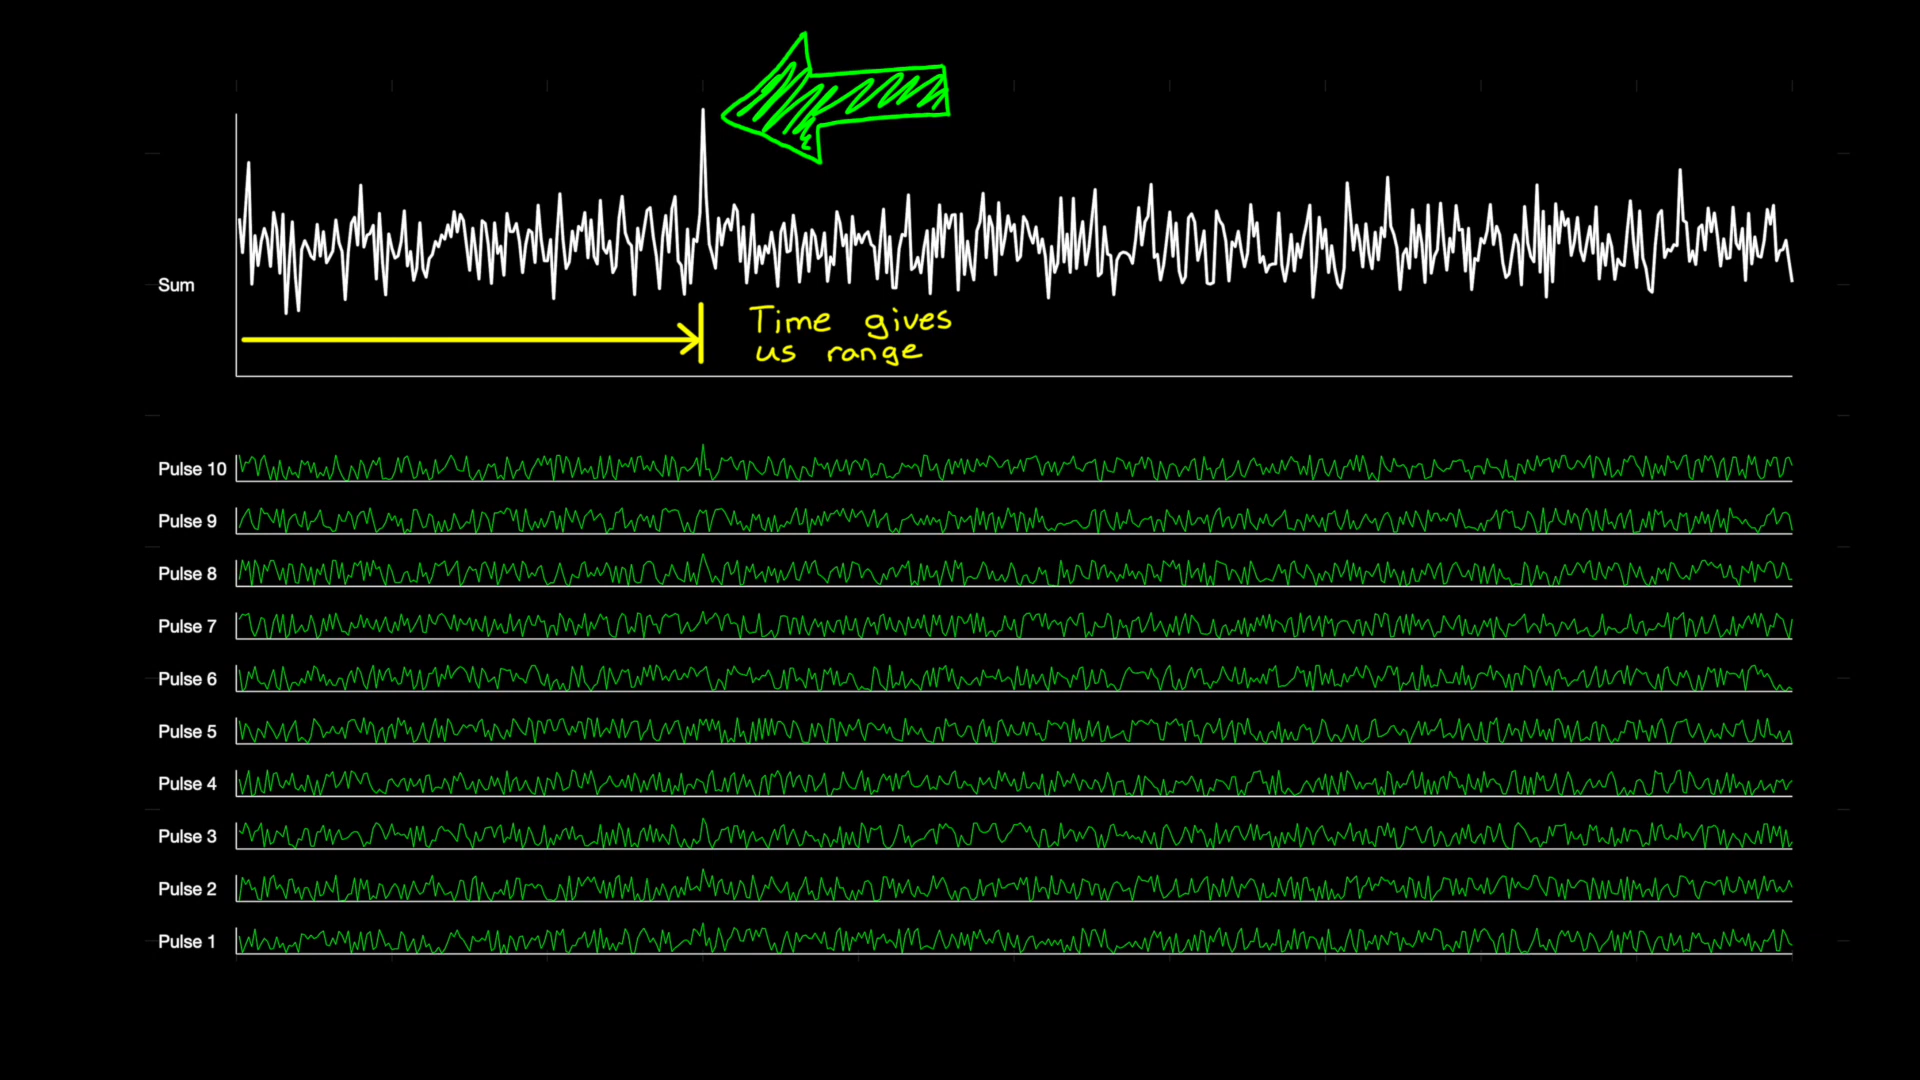 Sum
Time gives
us range
Pulse 10
Pulse 9
Pulse 8
Pulse 7
Pulse 6
Pulse 5
Pulse 4
Pulse 3
Pulse 2
Pulse 1